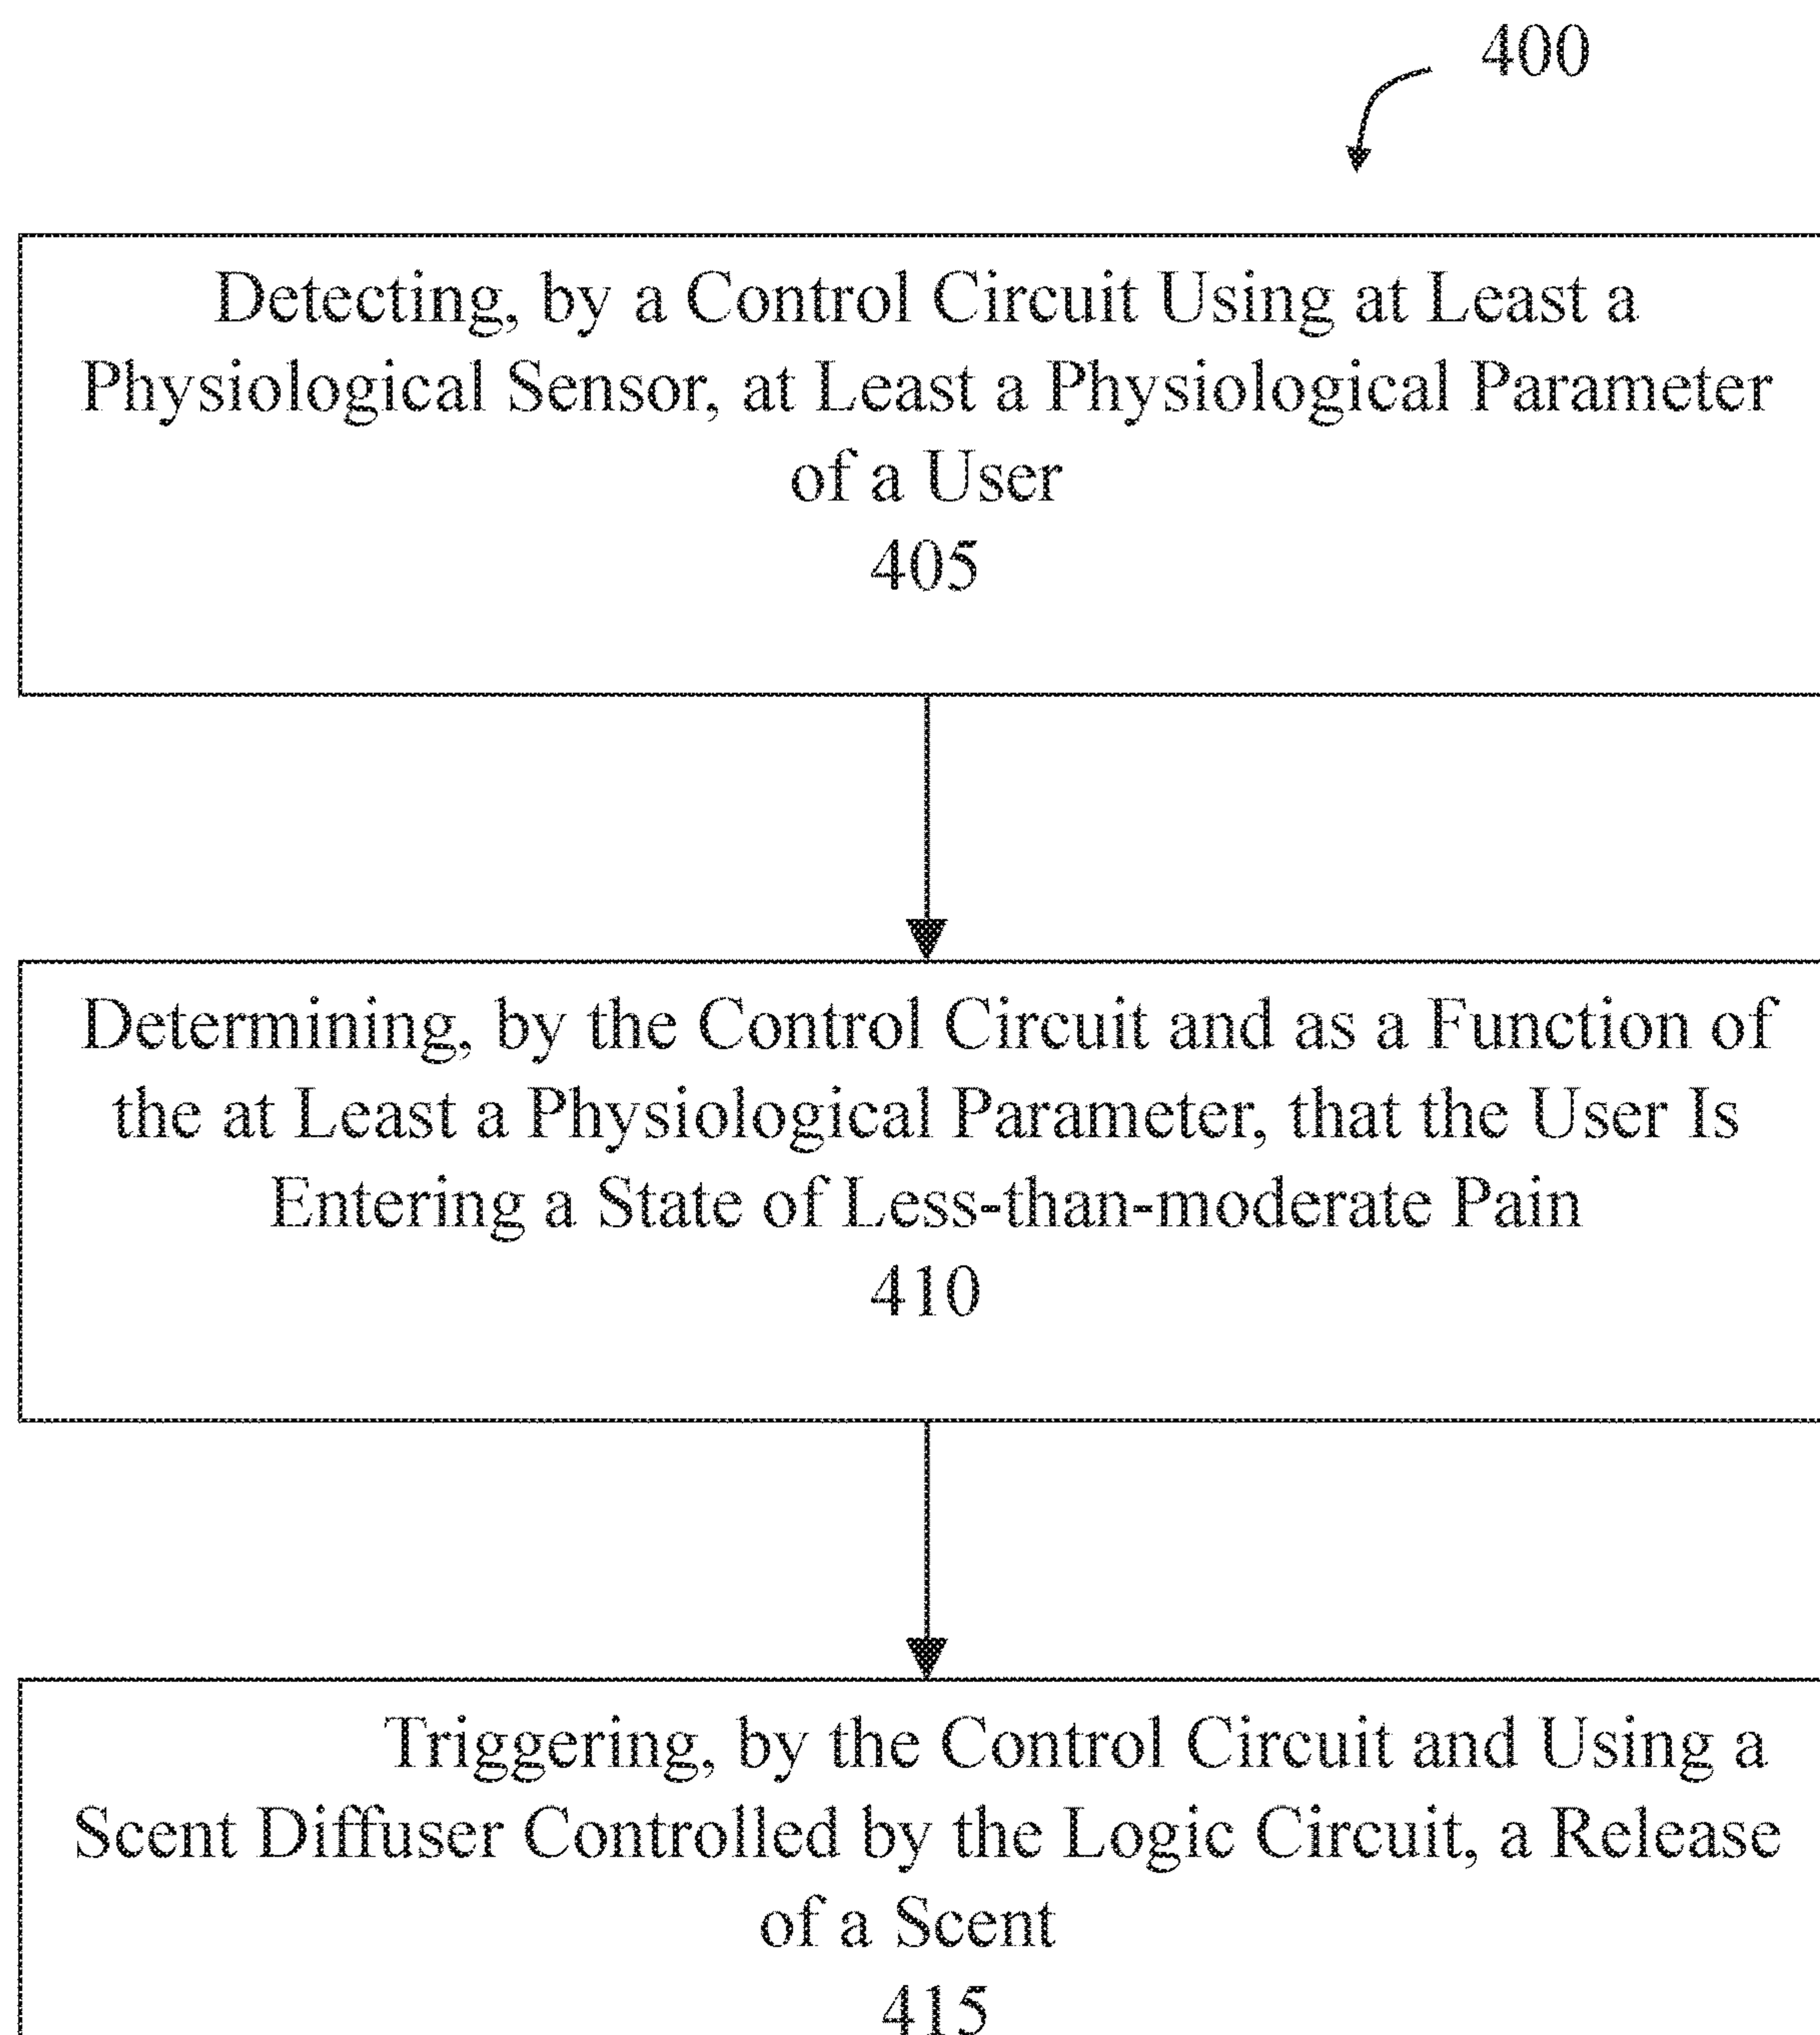 400
Detecting, by a Control Circuit Using at Least a
Physiological Sensor, at Least a Physiological Parameter
of a User
405
Determining, by the Control Circuit and as a Function of
the at Least a Physiological Parameter, that the User Is
Entering a State of Less-than-moderate Pain
410
Triggering, by the Control Circuit and Using a
Scent Diffuser Controlled by the Logic Circuit, a Release
of a Scent
415